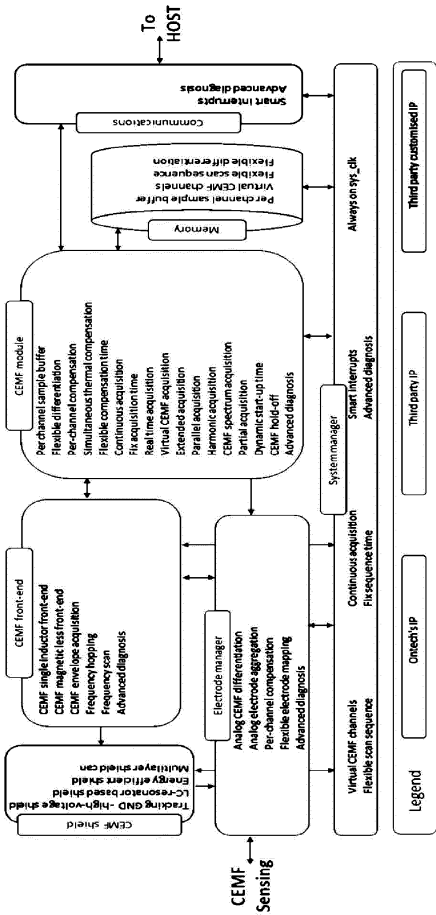 CEMF shield
Tracking GND - high-voltage shield
LC-resonator based shield
Energy efficient shield
Multilayer shield can
CEMF front-end
CEMF single inductor front-end
CEMF magnetic less front-end
CEMF envelope acquisition
Frequency hopping
Frequency scan
Advanced diagnosis
CEMF module
Per channel sample buffer
Flexible differentiation
Per-channel compensation
Simultaneous thermal compensation
Flexible compensation time
Continuous acquisition
Fix acquisition time
Real time acquisition
Virtual CEMF acquisition
Extended acquisition
Parallel acquisition
Harmonic acquisition
CEMF spectrum acquisition
Partial acquisition
Dynamic start-up time
CEMF hold-off
Advanced diagnosis
Memory
Per channel sample buffer
Virtual CEMF channels
Flexible scan sequence
Flexible differentiation
Communications
Smart Interrupts
Advanced diagnosis
To
HOST
CEMF
Sensing
Electrode manager
Analog CEMF differentiation
Analog electrode aggregation
Per-channel compensation
Flexible electrode mapping
Advanced diagnosis
System manager
Virtual CEMF channels
Flexible scan sequence
Continuous acquisition
Fix sequence time
Smart interrupts
Advanced diagnosis
Always on sys_clk
Legend
Ontech's IP
Third party IP
Third party customised IP